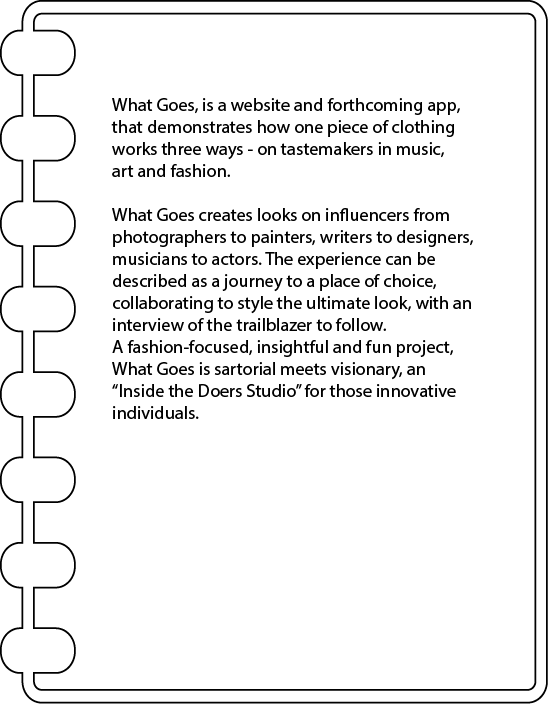 What Goes, is a website and forthcoming app,
that demonstrates how one piece of clothing
works three ways - on tastemakers in music,
art and fashion.
What Goes creates looks on influencers from
photographers to painters, writers to designers,
musicians to actors. The experience can be
described as a journey to a place of choice,
collaborating to style the ultimate look, with an
interview of the trailblazer to follow.
A fashion-focused, insightful and fun project,
What Goes is sartorial meets visionary, an
“Inside the Doers Studio” for those innovative
individuals.